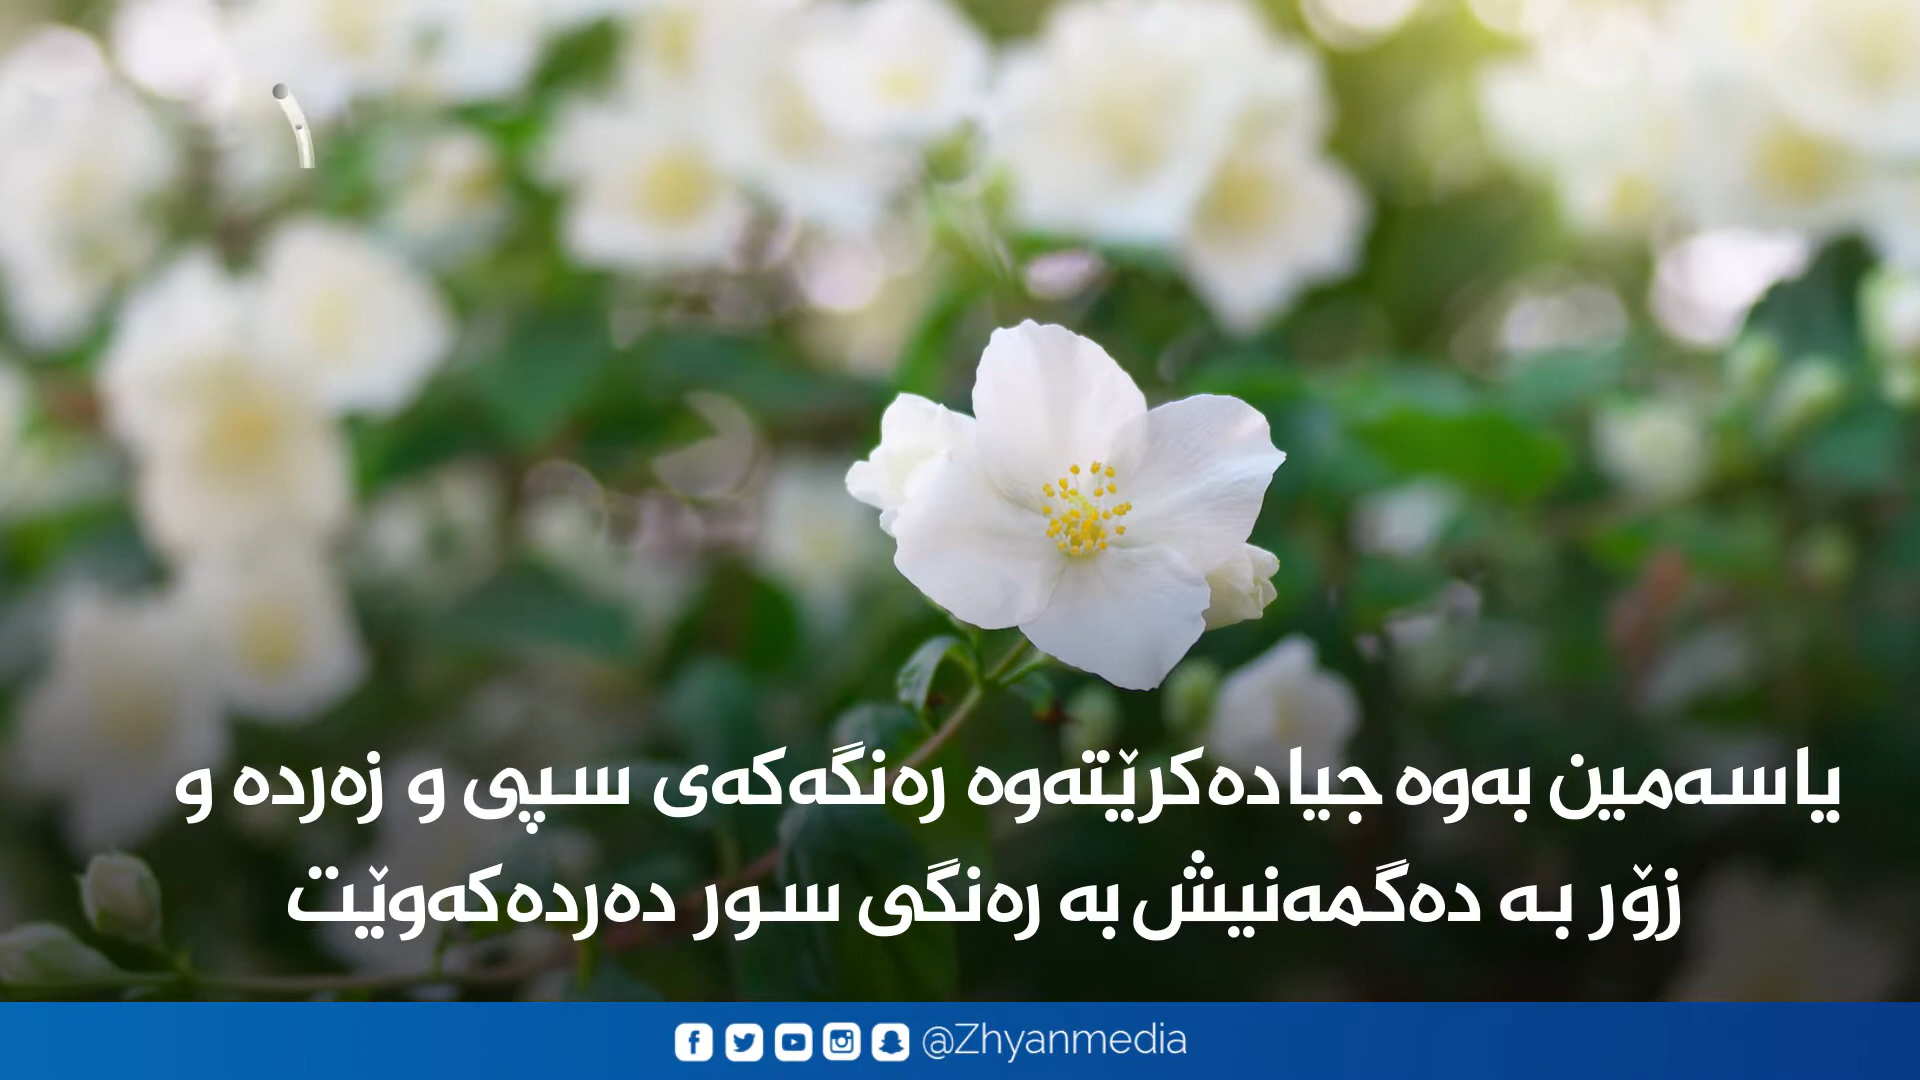 یاسەمین بەوە جیادەکرێتەوە ڕەنگەکەی سپی و زەردە و
زۆر بە دەگمەنیش بە ڕەنگی سور دەردەکەوێت
@Zhyanmedia